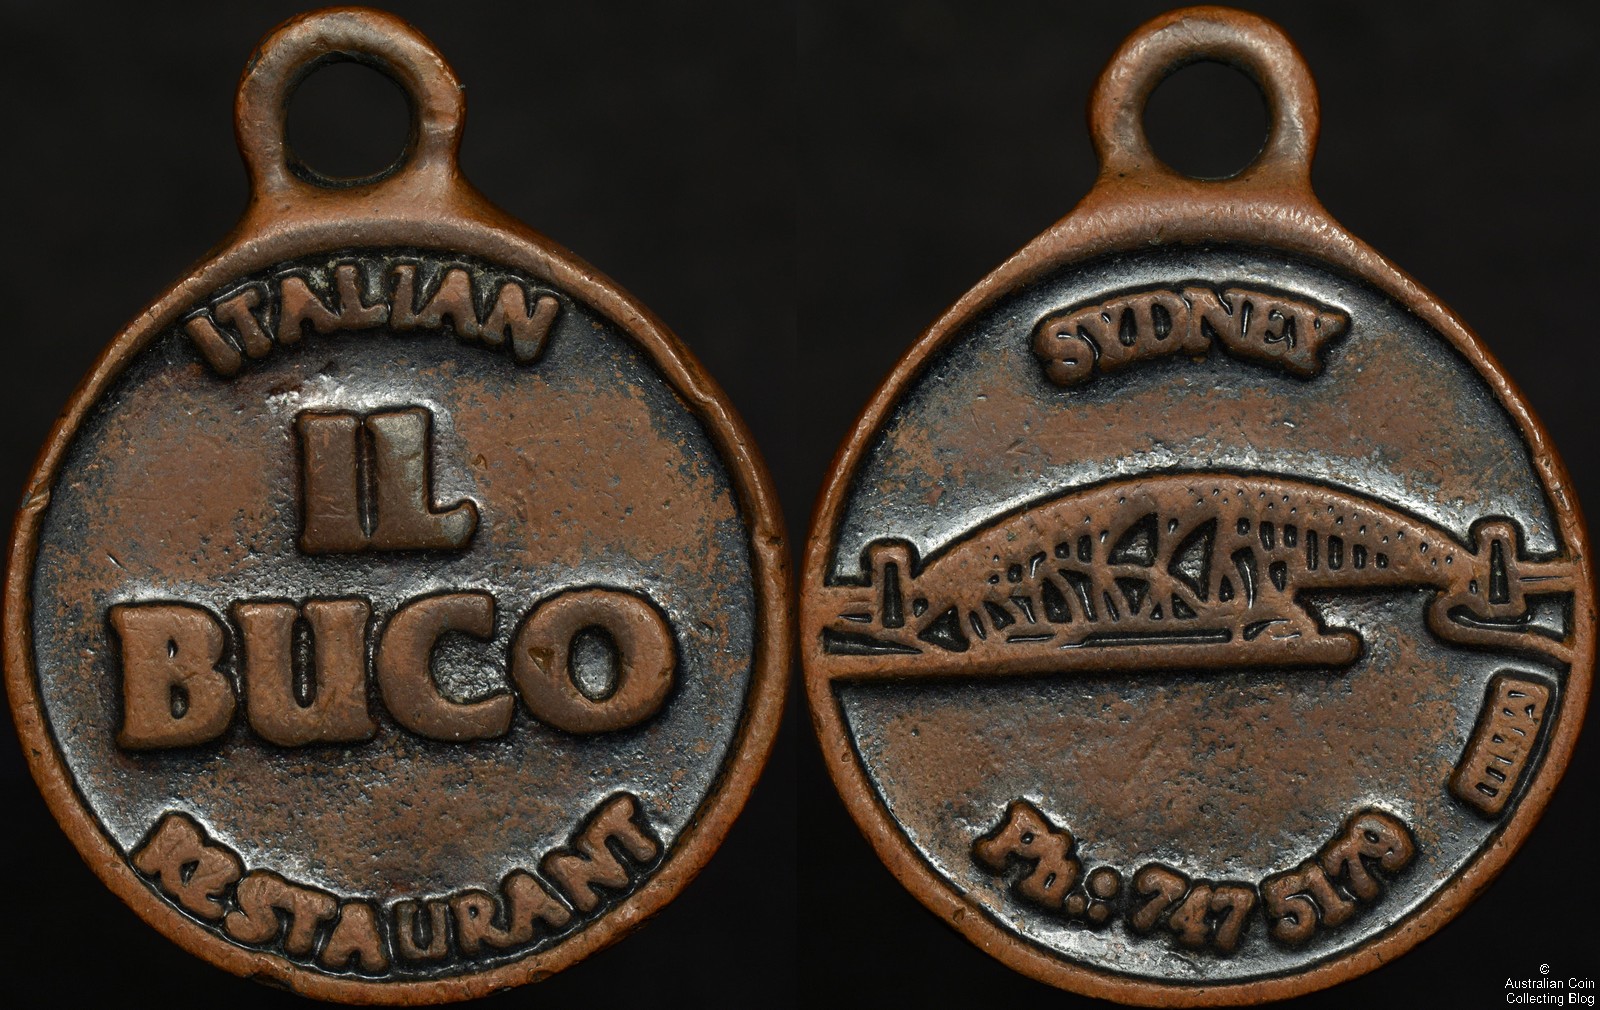 ITALIAN
IL
BUCO
RESTAURANT
SYDNEY
Ph.: 747 5179
©
Australian Coin
Collecting Blog